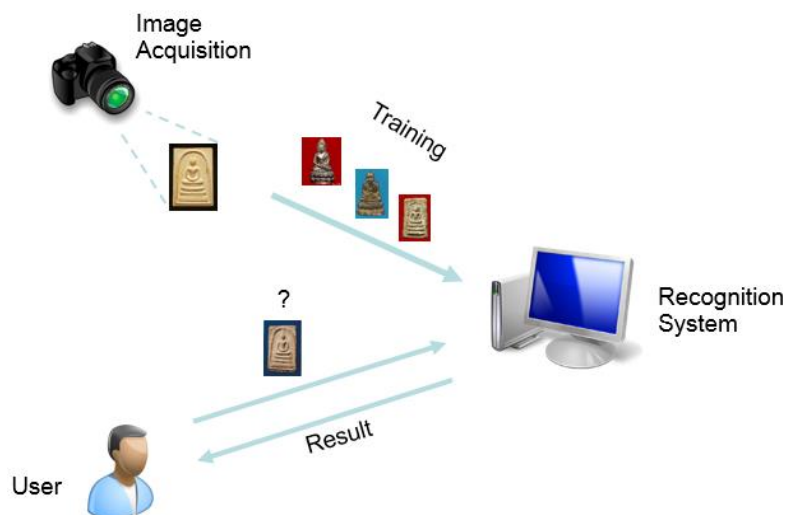 Image
Acquisition
Training
?
Recognition
System
Result
User